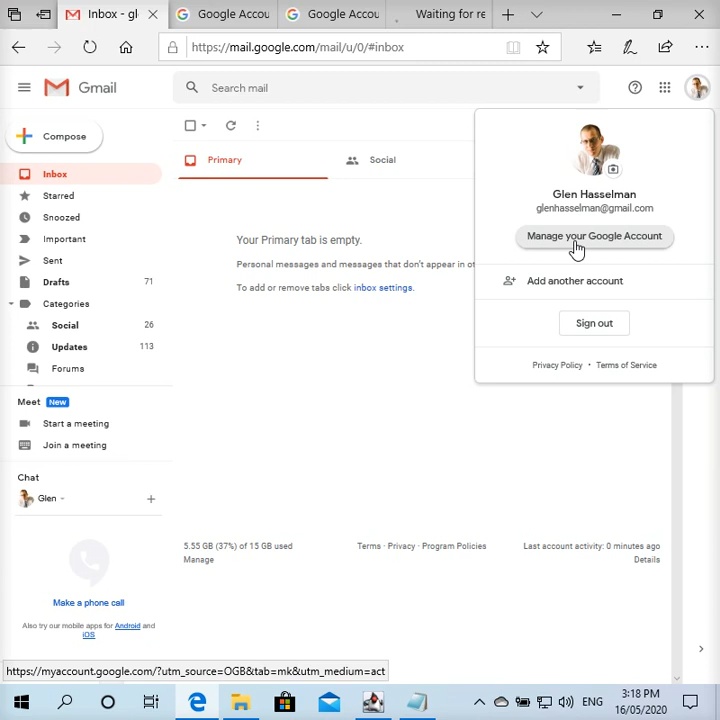 Inbox - gl
Google Accou
Google Accou
Waiting for re
https://mail.google.com/mail/u/0/#inbox
Gmail
Search mail
Compose
Inbox
Starred
Snoozed
Important
Sent
Drafts 71
Categories
Social 26
Updates 113
Forums
Meet New
Start a meeting
Join a meeting
Chat
Glen
Make a phone call
Also try our mobile apps for Android and
iOS
Primary
Social
Your Primary tab is empty.
Personal messages and messages that don't appear in ot
To add or remove tabs click inbox settings.
Glen Hasselman
glenhasselman@gmail.com
Manage your Google Account
Add another account
Sign out
Privacy Policy • Terms of Service
5.55 GB (37%) of 15 GB used
Manage
Terms · Privacy · Program Policies
Last account activity: 0 minutes ago
Details
https://myaccount.google.com/?utm_source=OGB&tab=mk&utm_medium=act
ENG
3:18 PM
16/05/2020